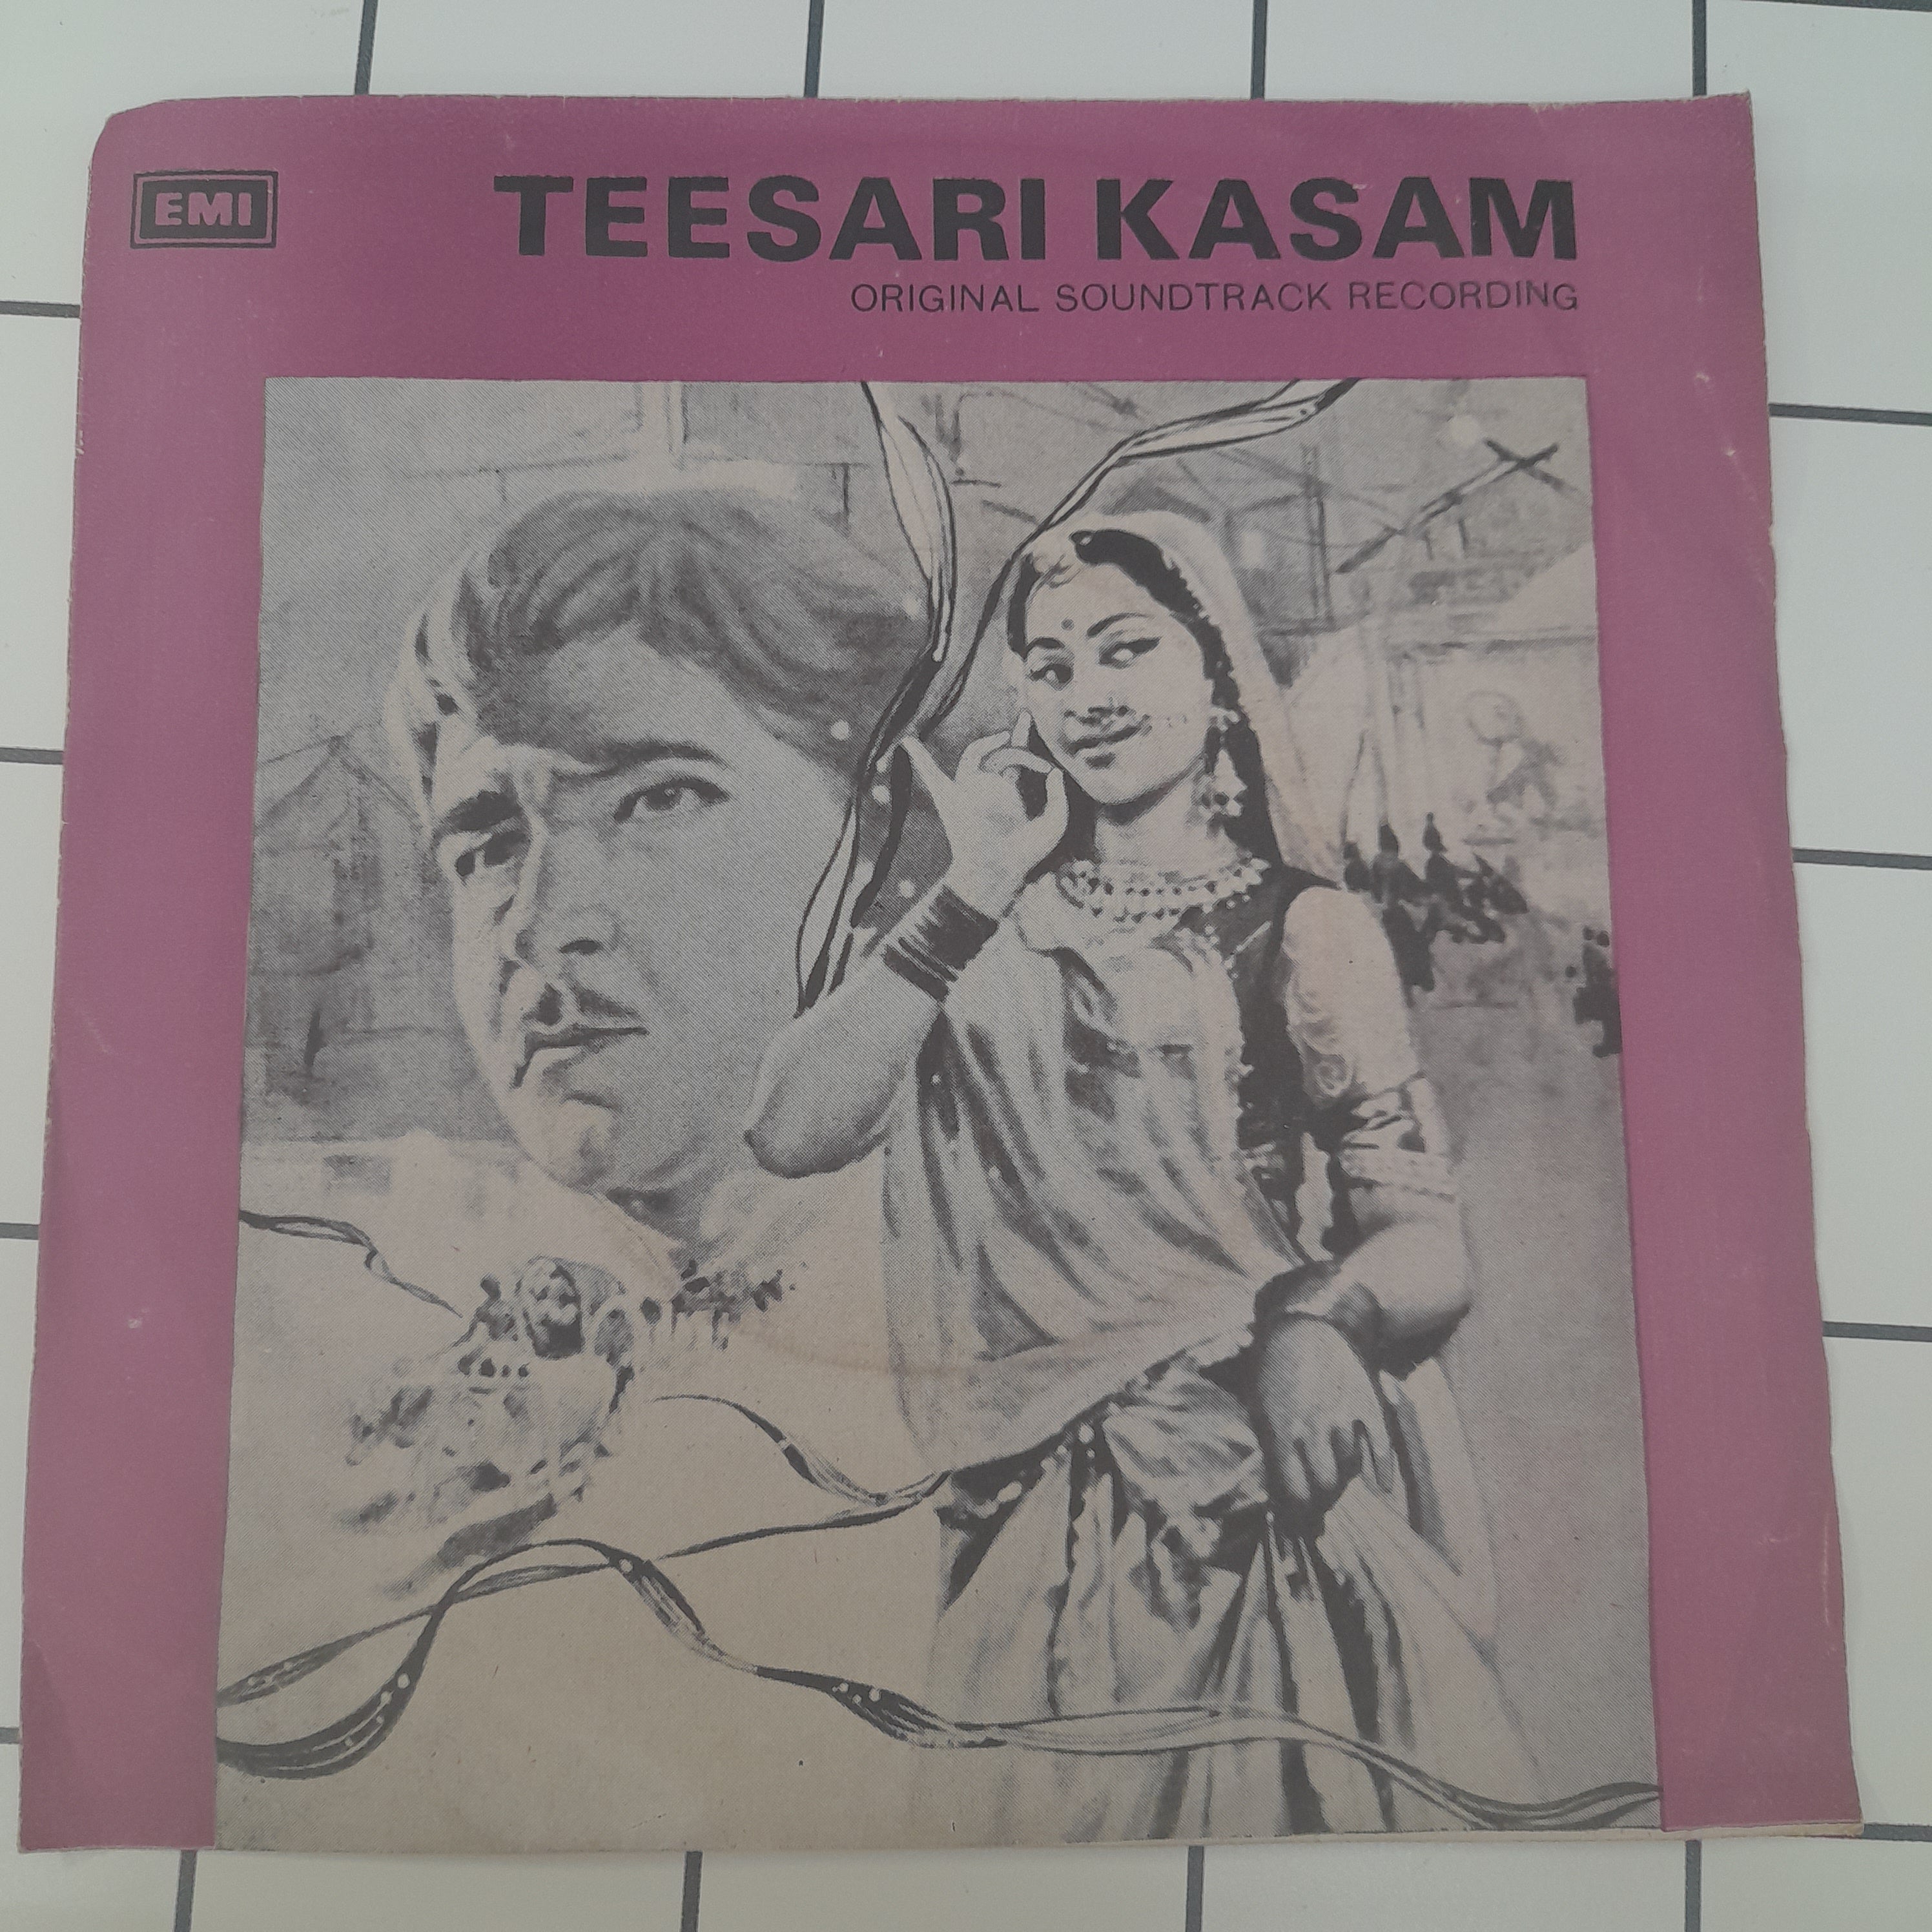 EMI
TEESARI KASAM
ORIGINAL SOUNDTRACK RECORDING